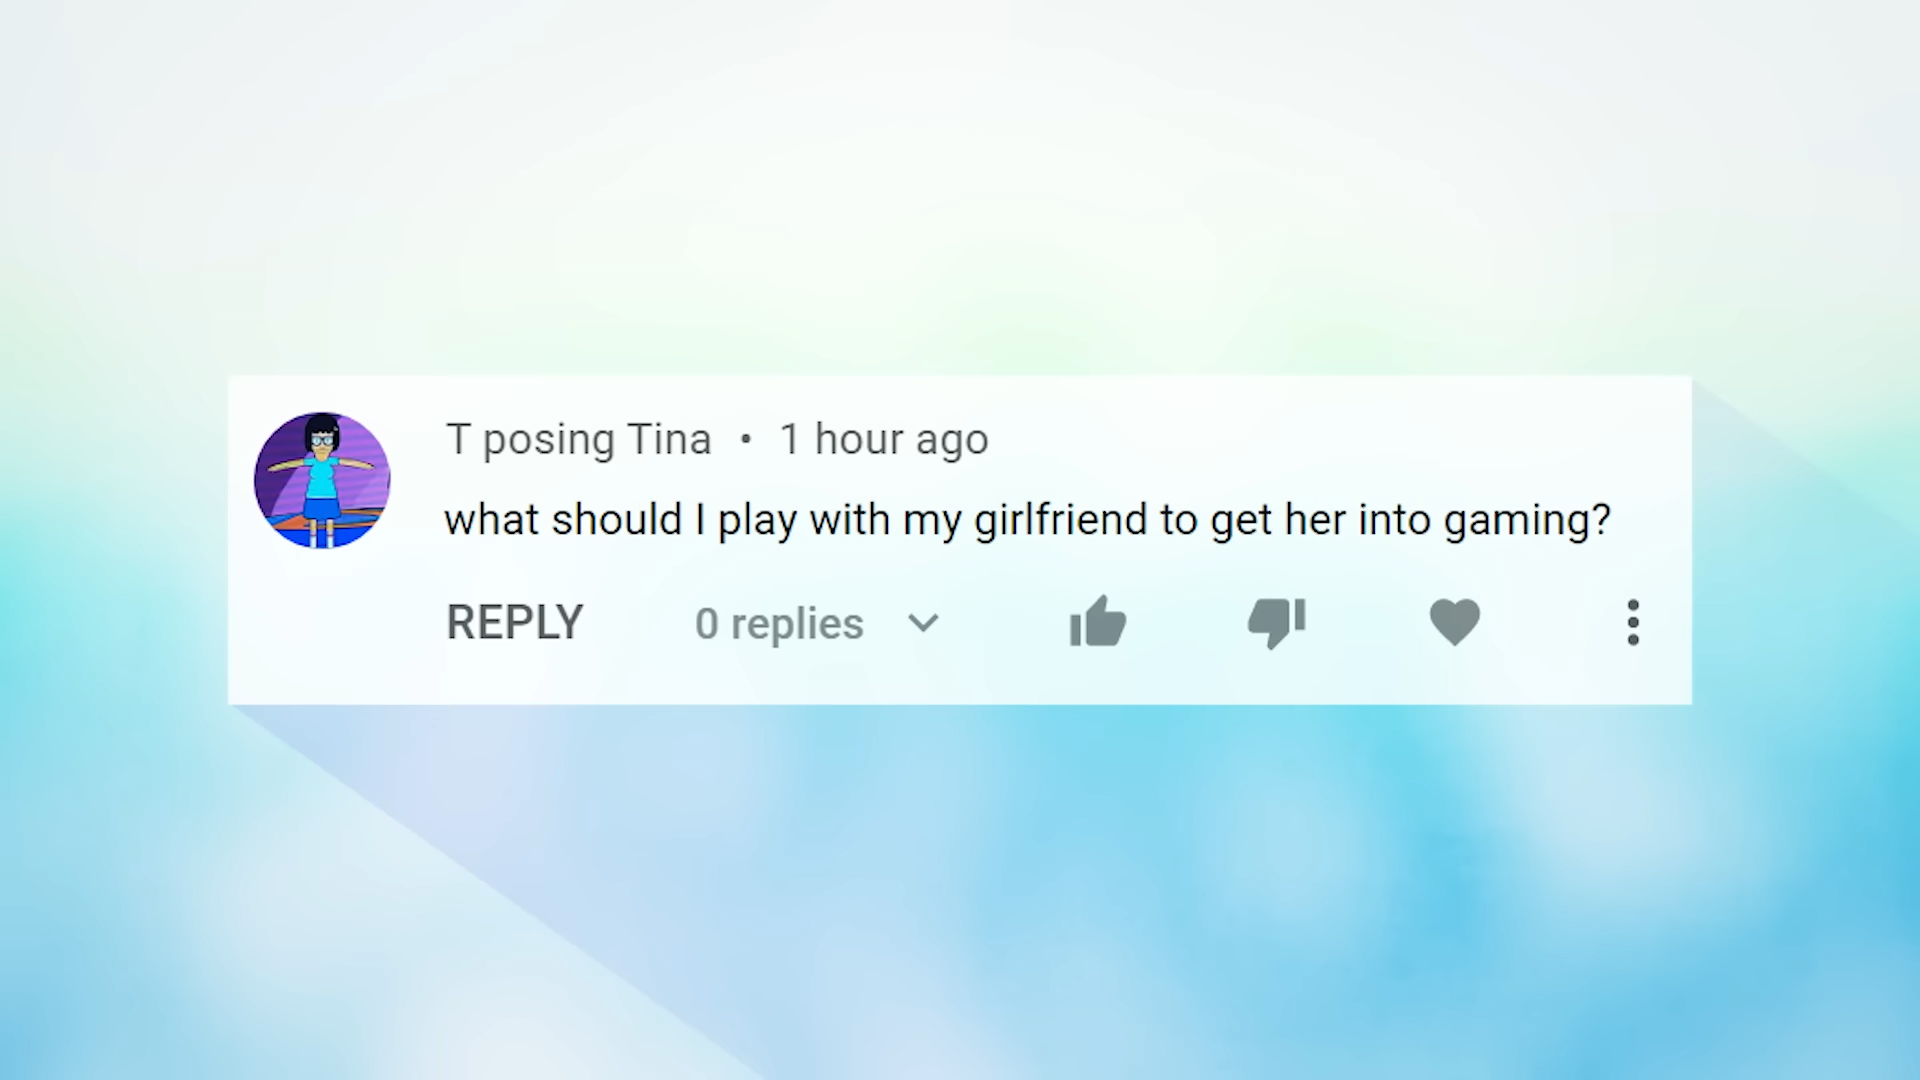 T posing Tina • 1 hour ago
what should I play with my girlfriend to get her into gaming?
REPLY 0 replies